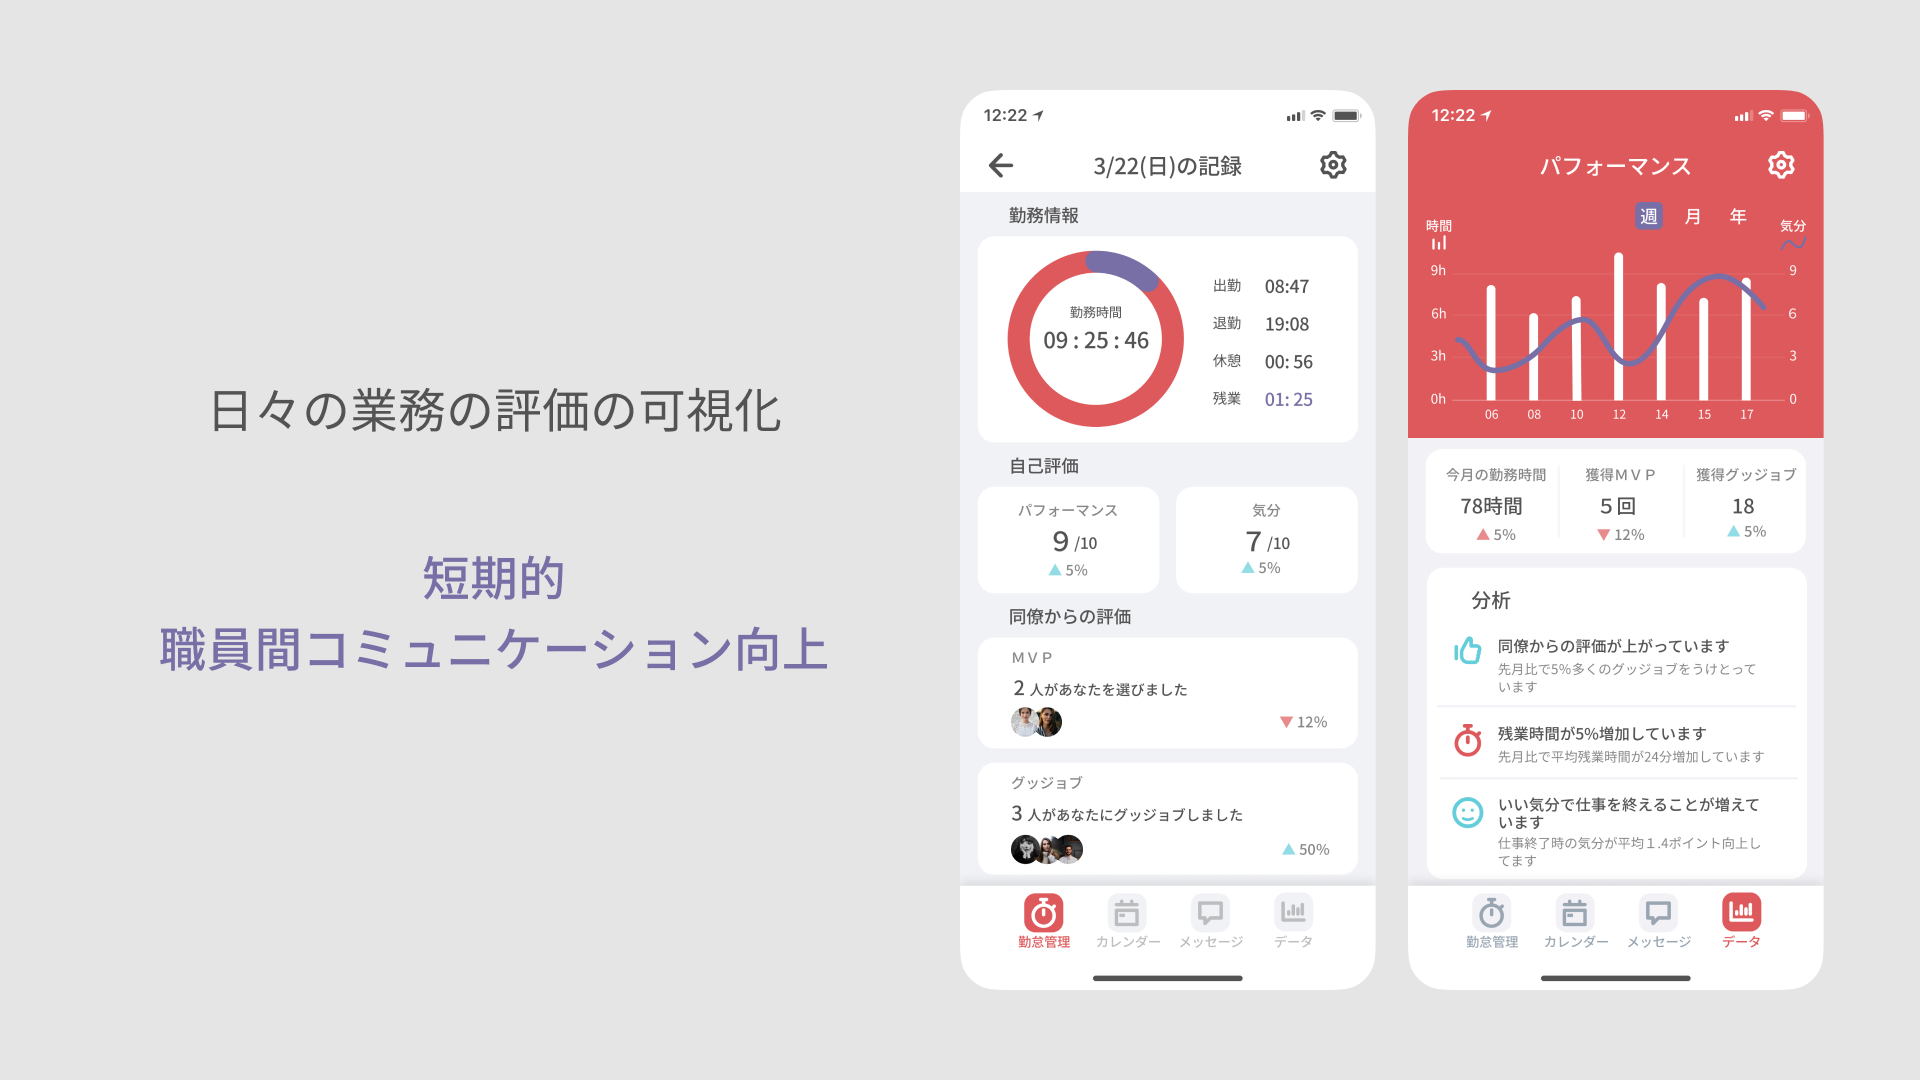 日々の業務の評価の可視化
短期的
職員間コミュニケーション向上
12:22
3/22(日)の記録
勤務情報
勤務時間
09 : 25 : 46
出勤 08:47
退勤 19:08
休憩 00: 56
残業 01: 25
自己評価
パフォーマンス
9 /10
5%
気分
7 /10
5%
同僚からの評価
ＭＶＰ
2 人があなたを選びました
12%
グッジョブ
3 人があなたにグッジョブしました
50%
勤怠管理 カレンダー メッセージ データ
12:22
パフォーマンス
週 月 年
時間 気分
9h 9
6h 6
3h 3
0h 0
06 08 10 12 14 15 17
今月の勤務時間
78時間
5%
獲得ＭＶＰ
５回
12%
獲得グッジョブ
18
5%
分析
同僚からの評価が上がっています
先月比で5%多くのグッジョブをうけとって
います
残業時間が5%増加しています
先月比で平均残業時間が24分増加しています
いい気分で仕事を終えることが増えて
います
仕事終了時の気分が平均１.4ポイント向上し
てます
勤怠管理 カレンダー メッセージ データ